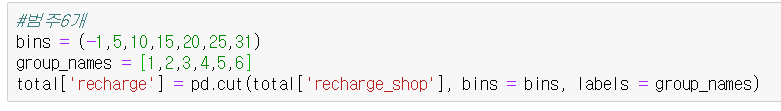 #범주6개
bins = (-1,5,10,15,20,25,31)
group_names = [1,2,3,4,5,6]
total['recharge'] = pd.cut(total['recharge_shop'], bins = bins, labels = group_names)